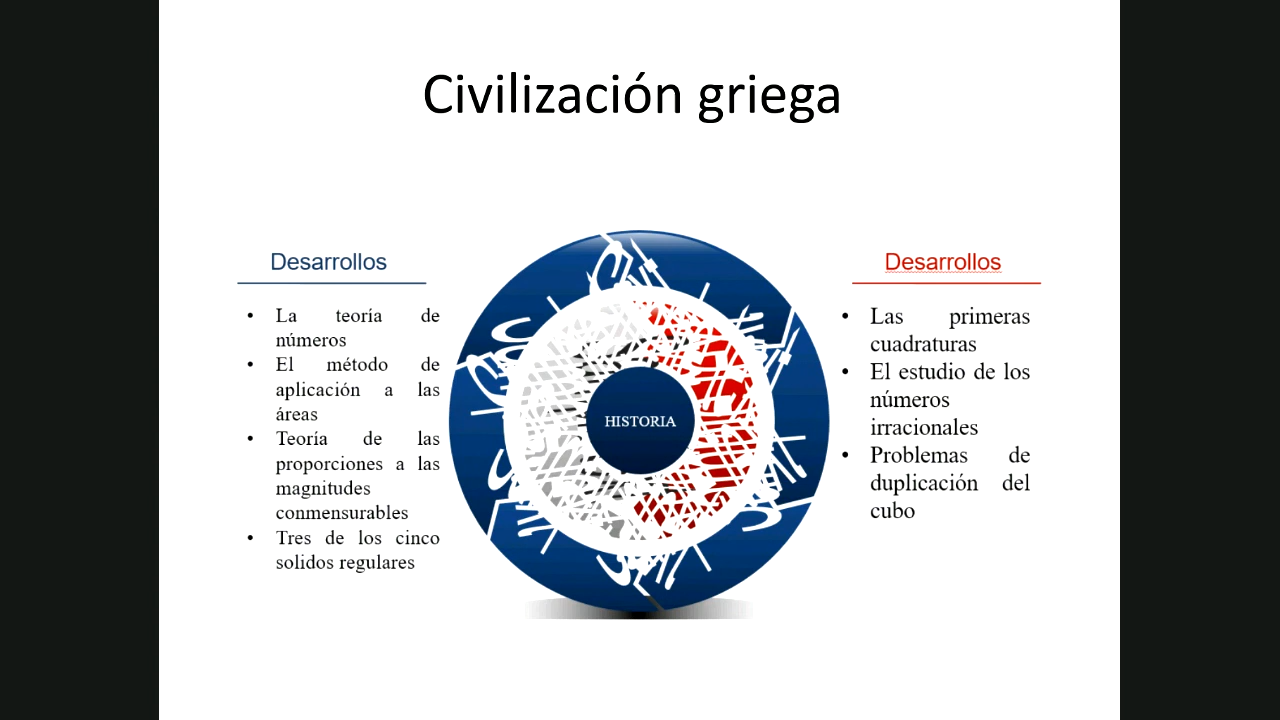 Civilización griega
Desarrollos
• La teoría de
números
• El método de
aplicación a las
áreas
• Teoría de las
proporciones a las
magnitudes
conmensurables
• Tres de los cinco
solidos regulares
HISTORIA
Desarrollos
• Las primeras
cuadraturas
• El estudio de los
números
irracionales
• Problemas de
duplicación del
cubo